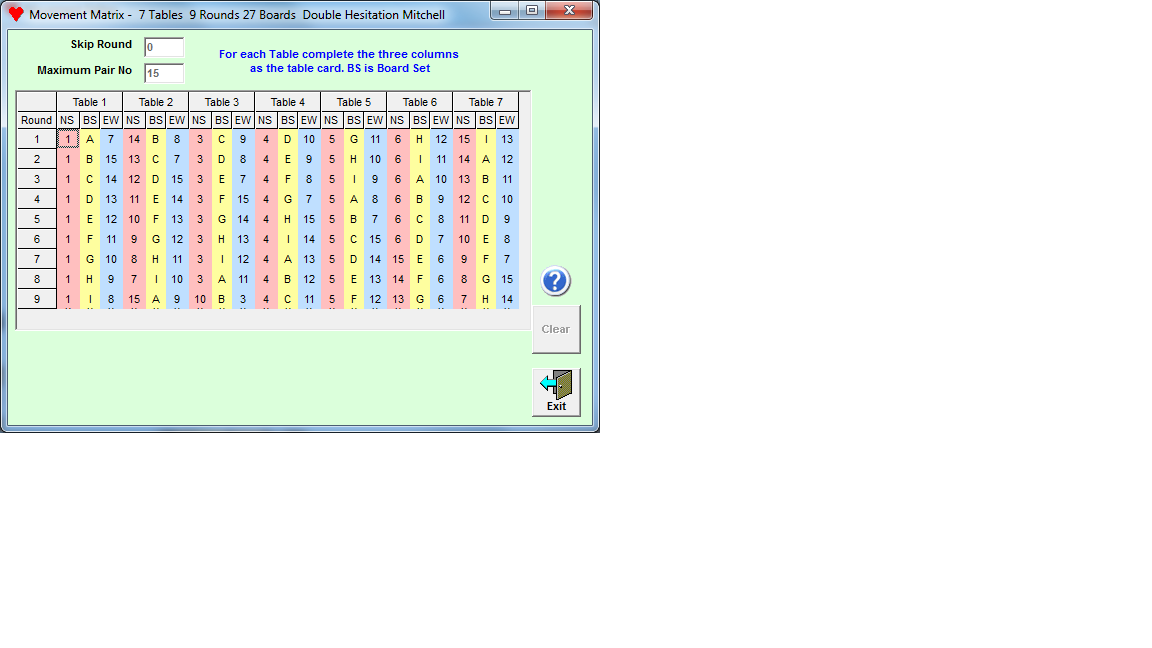 Movement Matrix - 7 Tables 9 Rounds 27 Boards Double Hesitation Mitchell
Skip Round 0
Maximum Pair No 15
For each Table complete the three columns
as the table card. BS is Board Set
Table 1 Table 2 Table 3 Table 4 Table 5 Table 6 Table 7
Round NS BS EW NS BS EW NS BS EW NS BS EW NS BS EW NS BS EW NS BS EW
1 1 A 7 14 B 8 3 C 9 4 D 10 5 G 11 6 H 12 15 I 13
2 1 B 15 13 C 7 3 D 8 4 E 9 5 H 10 6 I 11 14 A 12
3 1 C 14 12 D 15 3 E 7 4 F 8 5 I 9 6 A 10 13 B 11
4 1 D 13 11 E 14 3 F 15 4 G 7 5 A 8 6 B 9 12 C 10
5 1 E 12 10 F 13 3 G 14 4 H 15 5 B 7 6 C 8 11 D 9
6 1 F 11 9 G 12 3 H 13 4 I 14 5 C 15 6 D 7 10 E 8
7 1 G 10 8 H 11 3 I 12 4 A 13 5 D 14 15 E 6 9 F 7
8 1 H 9 7 I 10 3 A 11 4 B 12 5 E 13 14 F 6 8 G 15
9 1 I 8 15 A 9 10 B 3 4 C 11 5 F 12 13 G 6 7 H 14
?
Clear
Exit